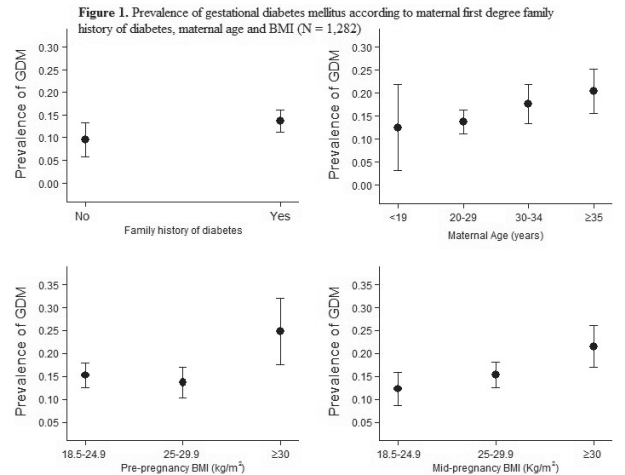 Figure 1. Prevalence of gestational diabetes mellitus according to maternal first degree family
history of diabetes, maternal age and BMI (N = 1,282)
Prevalence of GDM
0.30
0.25
0.20
0.15
0.10
0.05
0.00
No Yes
Family history of diabetes
Prevalence of GDM
0.30
0.25
0.20
0.15
0.10
0.05
0.00
<19 20-29 30-34 ≥35
Maternal Age (years)
Prevalence of GDM
0.35
0.30
0.25
0.20
0.15
0.10
0.05
18.5-24.9 25-29.9 ≥30
Pre-pregnancy BMI (kg/m²)
Prevalence of GDM
0.35
0.30
0.25
0.20
0.15
0.10
0.05
18.5-24.9 25-29.9 ≥30
Mid-pregnancy BMI (Kg/m²)